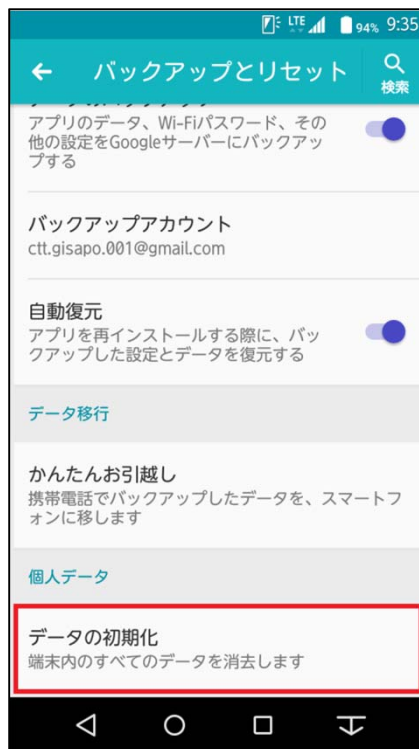 LTE 94% 9:35
バックアップとリセット
検索
アプリのデータ、Wi-Fiパスワード、その
他の設定をGoogleサーバーにバックアッ
プする
バックアップアカウント
ctt.gisapo.001@gmail.com
自動復元
アプリを再インストールする際に、バッ
クアップした設定とデータを復元する
データ移行
かんたんお引越し
携帯電話でバックアップしたデータを、スマートフ
ォンに移します
個人データ
データの初期化
端末内のすべてのデータを消去します